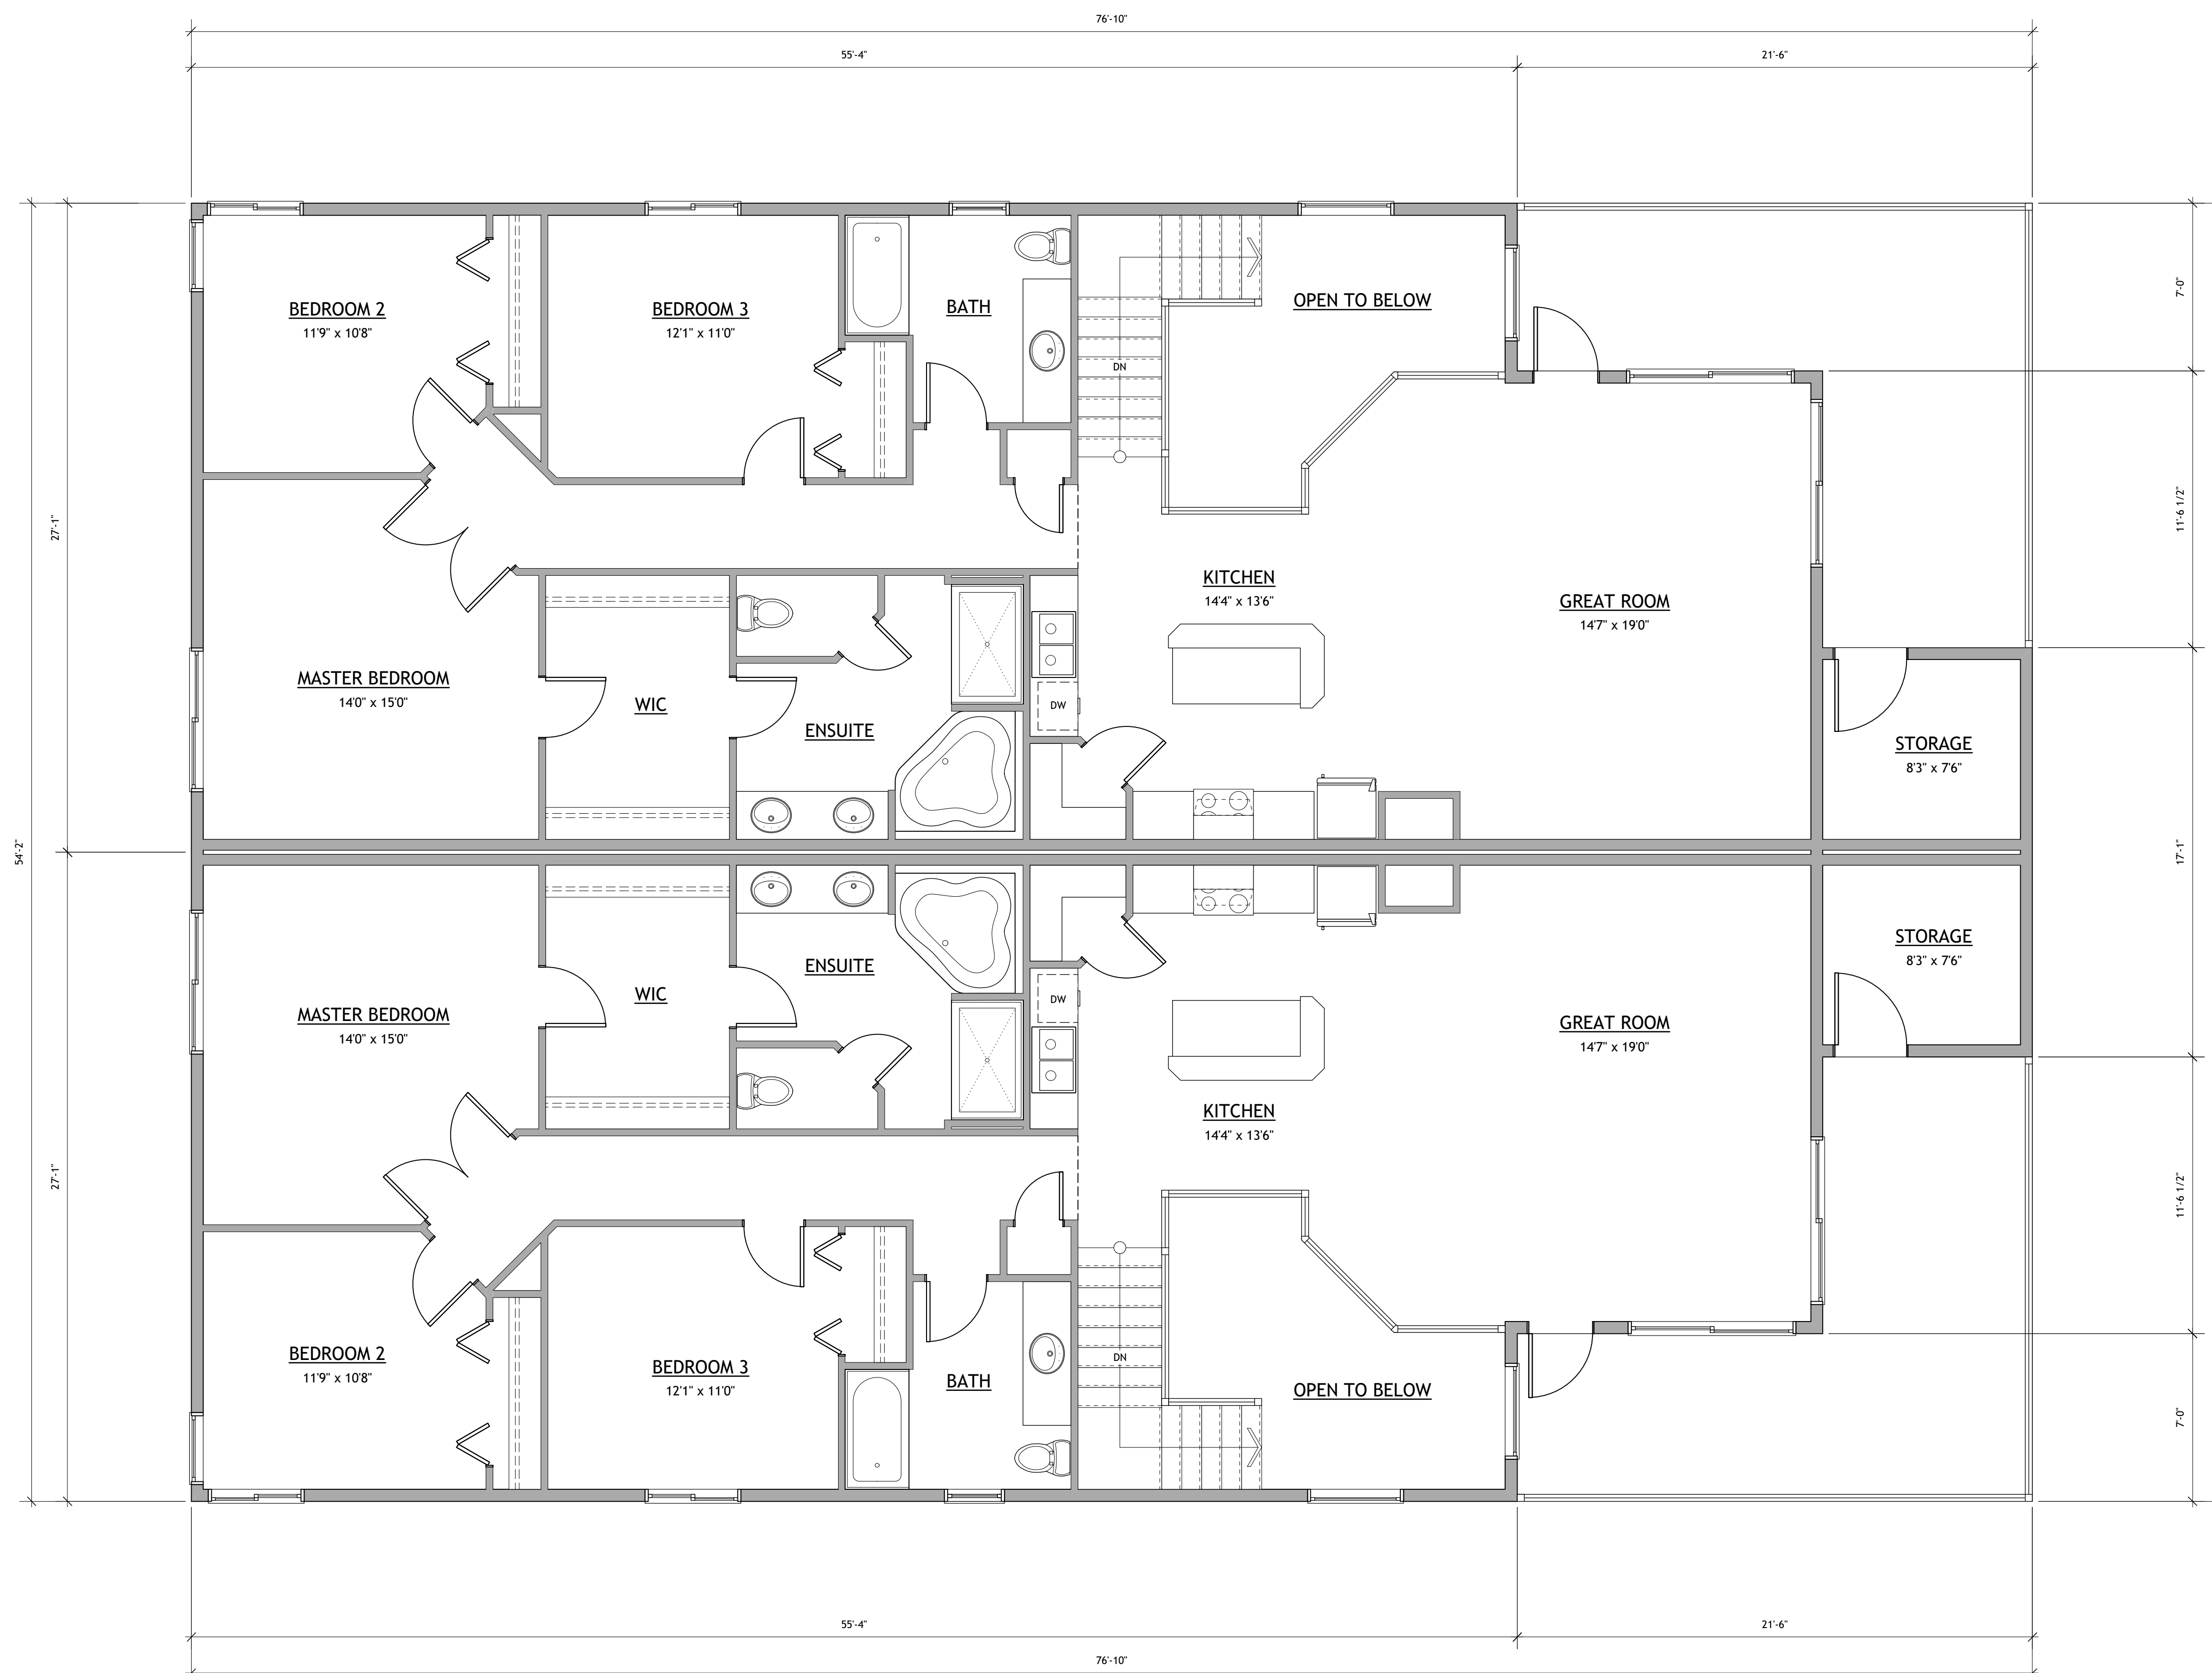 76'-10"
55'-4"
21'-6"
BEDROOM 2
11'9" x 10'8"
BEDROOM 3
12'1" x 11'0"
BATH
OPEN TO BELOW
DN
7'-0"
27'-1"
11'-6 1/2"
KITCHEN
14'4" x 13'6"
GREAT ROOM
14'7" x 19'0"
MASTER BEDROOM
14'0" x 15'0"
WIC
ENSUITE
DW
STORAGE
8'3" x 7'6"
54'-2"
17'-1"
STORAGE
8'3" x 7'6"
ENSUITE
WIC
DW
MASTER BEDROOM
14'0" x 15'0"
GREAT ROOM
14'7" x 19'0"
KITCHEN
14'4" x 13'6"
27'-1"
11'-6 1/2"
BEDROOM 2
11'9" x 10'8"
BEDROOM 3
12'1" x 11'0"
BATH
DN
OPEN TO BELOW
7'-0"
55'-4"
21'-6"
76'-10"